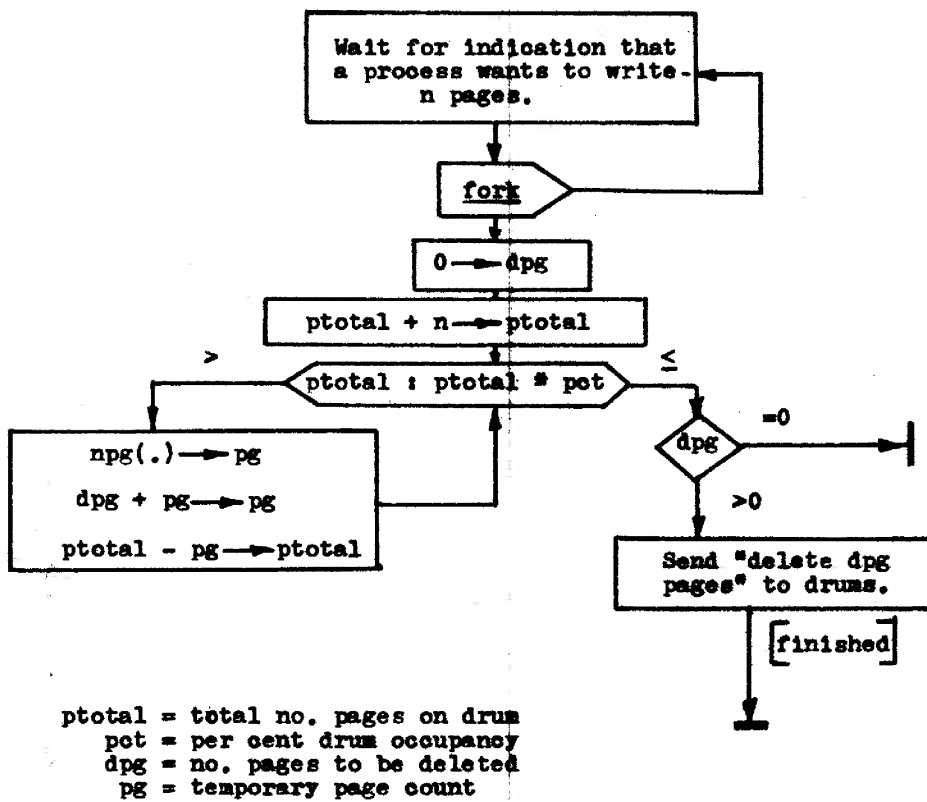 Wait for indication that
a process wants to write
n pages.
fork
0 → dpg
ptotal + n → ptotal
>
ptotal : ptotal * pct
≤
npg(.) → pg
dpg + pg → pg
ptotal - pg → ptotal
dpg
=0
>0
Send "delete dpg
pages" to drums.
[finished]
ptotal = total no. pages on drum
pct = per cent drum occupancy
dpg = no. pages to be deleted
pg = temporary page count